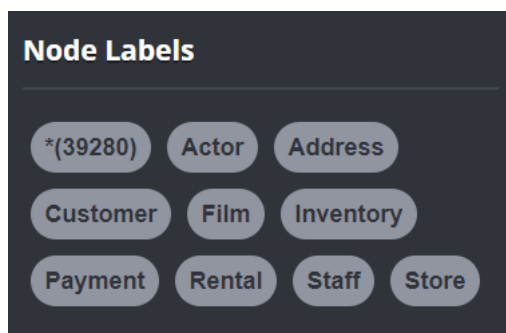 Node Labels
*(39280) Actor Address
Customer Film Inventory
Payment Rental Staff Store